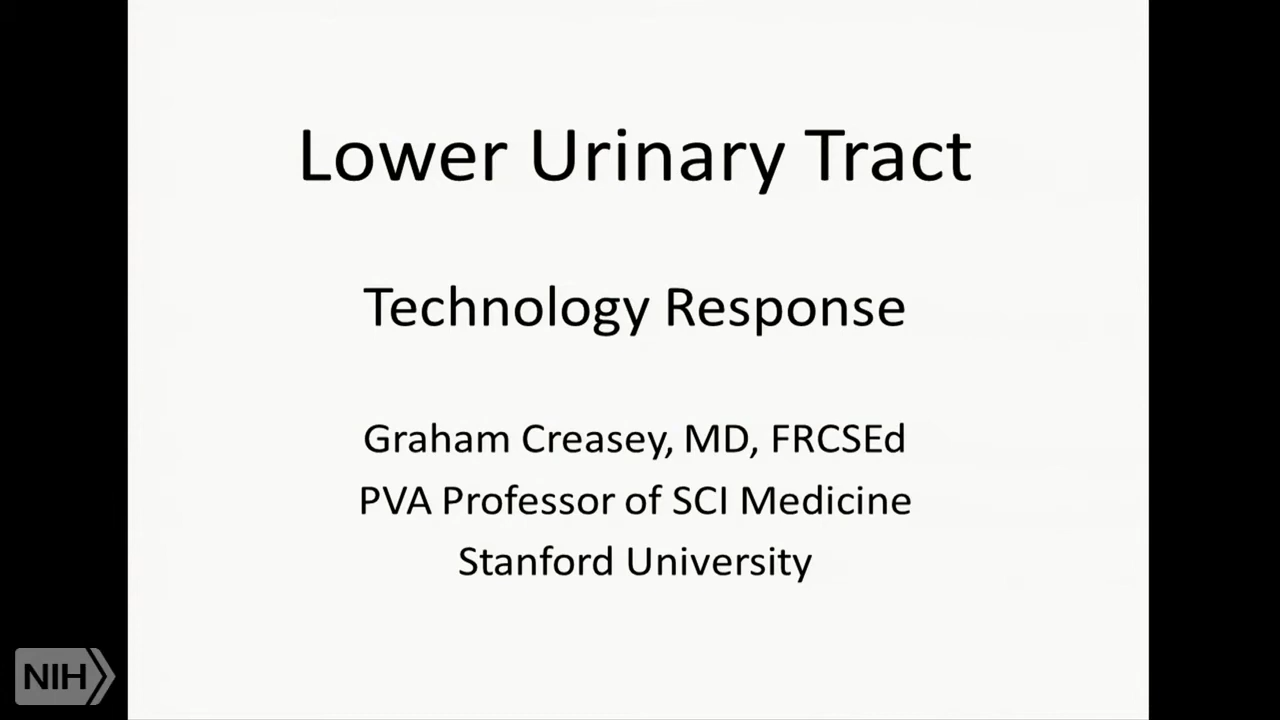 Lower Urinary Tract
Technology Response
Graham Creasey, MD, FRCSEd
PVA Professor of SCI Medicine
Stanford University
NIH